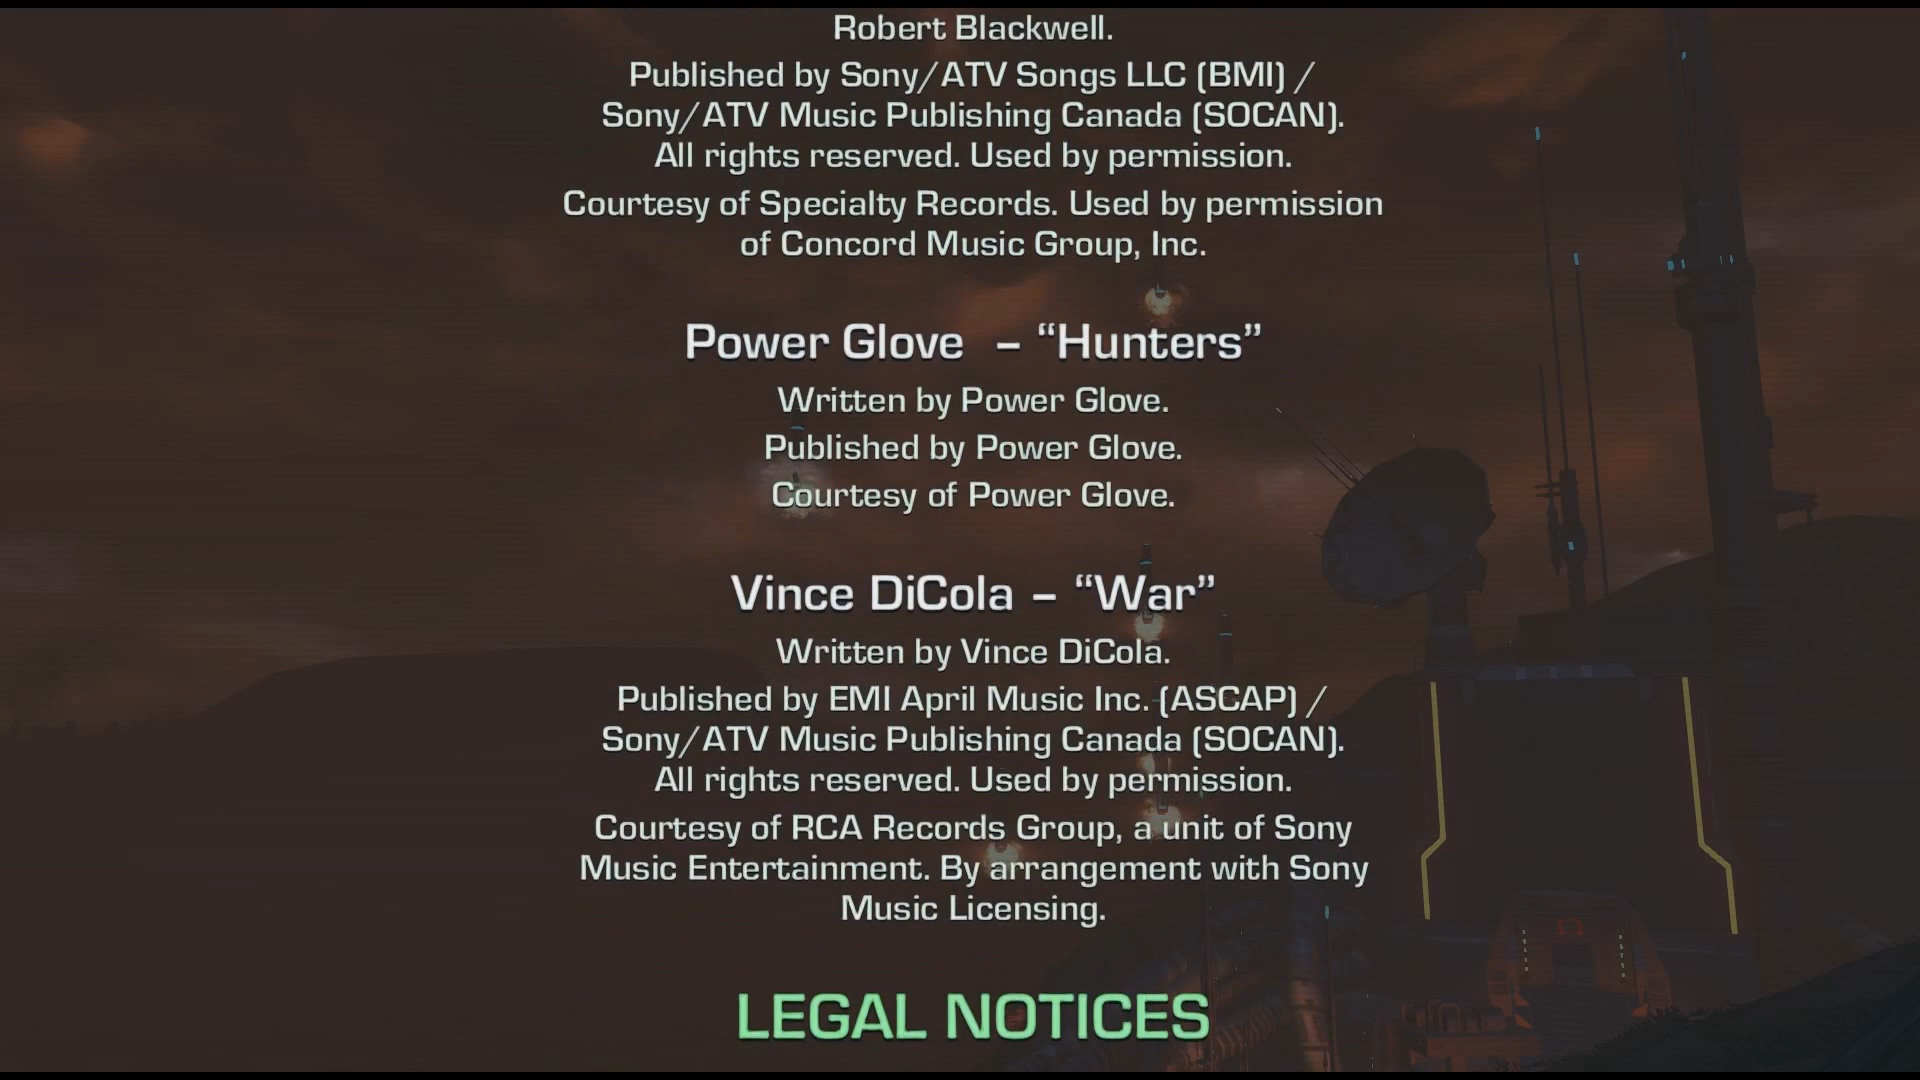 Robert Blackwell.
Published by Sony/ATV Songs LLC (BMI) /
Sony/ATV Music Publishing Canada (SOCAN).
All rights reserved. Used by permission.
Courtesy of Specialty Records. Used by permission
of Concord Music Group, Inc.
Power Glove – “Hunters”
Written by Power Glove.
Published by Power Glove.
Courtesy of Power Glove.
Vince DiCola – “War”
Written by Vince DiCola.
Published by EMI April Music Inc. (ASCAP) /
Sony/ATV Music Publishing Canada (SOCAN).
All rights reserved. Used by permission.
Courtesy of RCA Records Group, a unit of Sony
Music Entertainment. By arrangement with Sony
Music Licensing.
LEGAL NOTICES